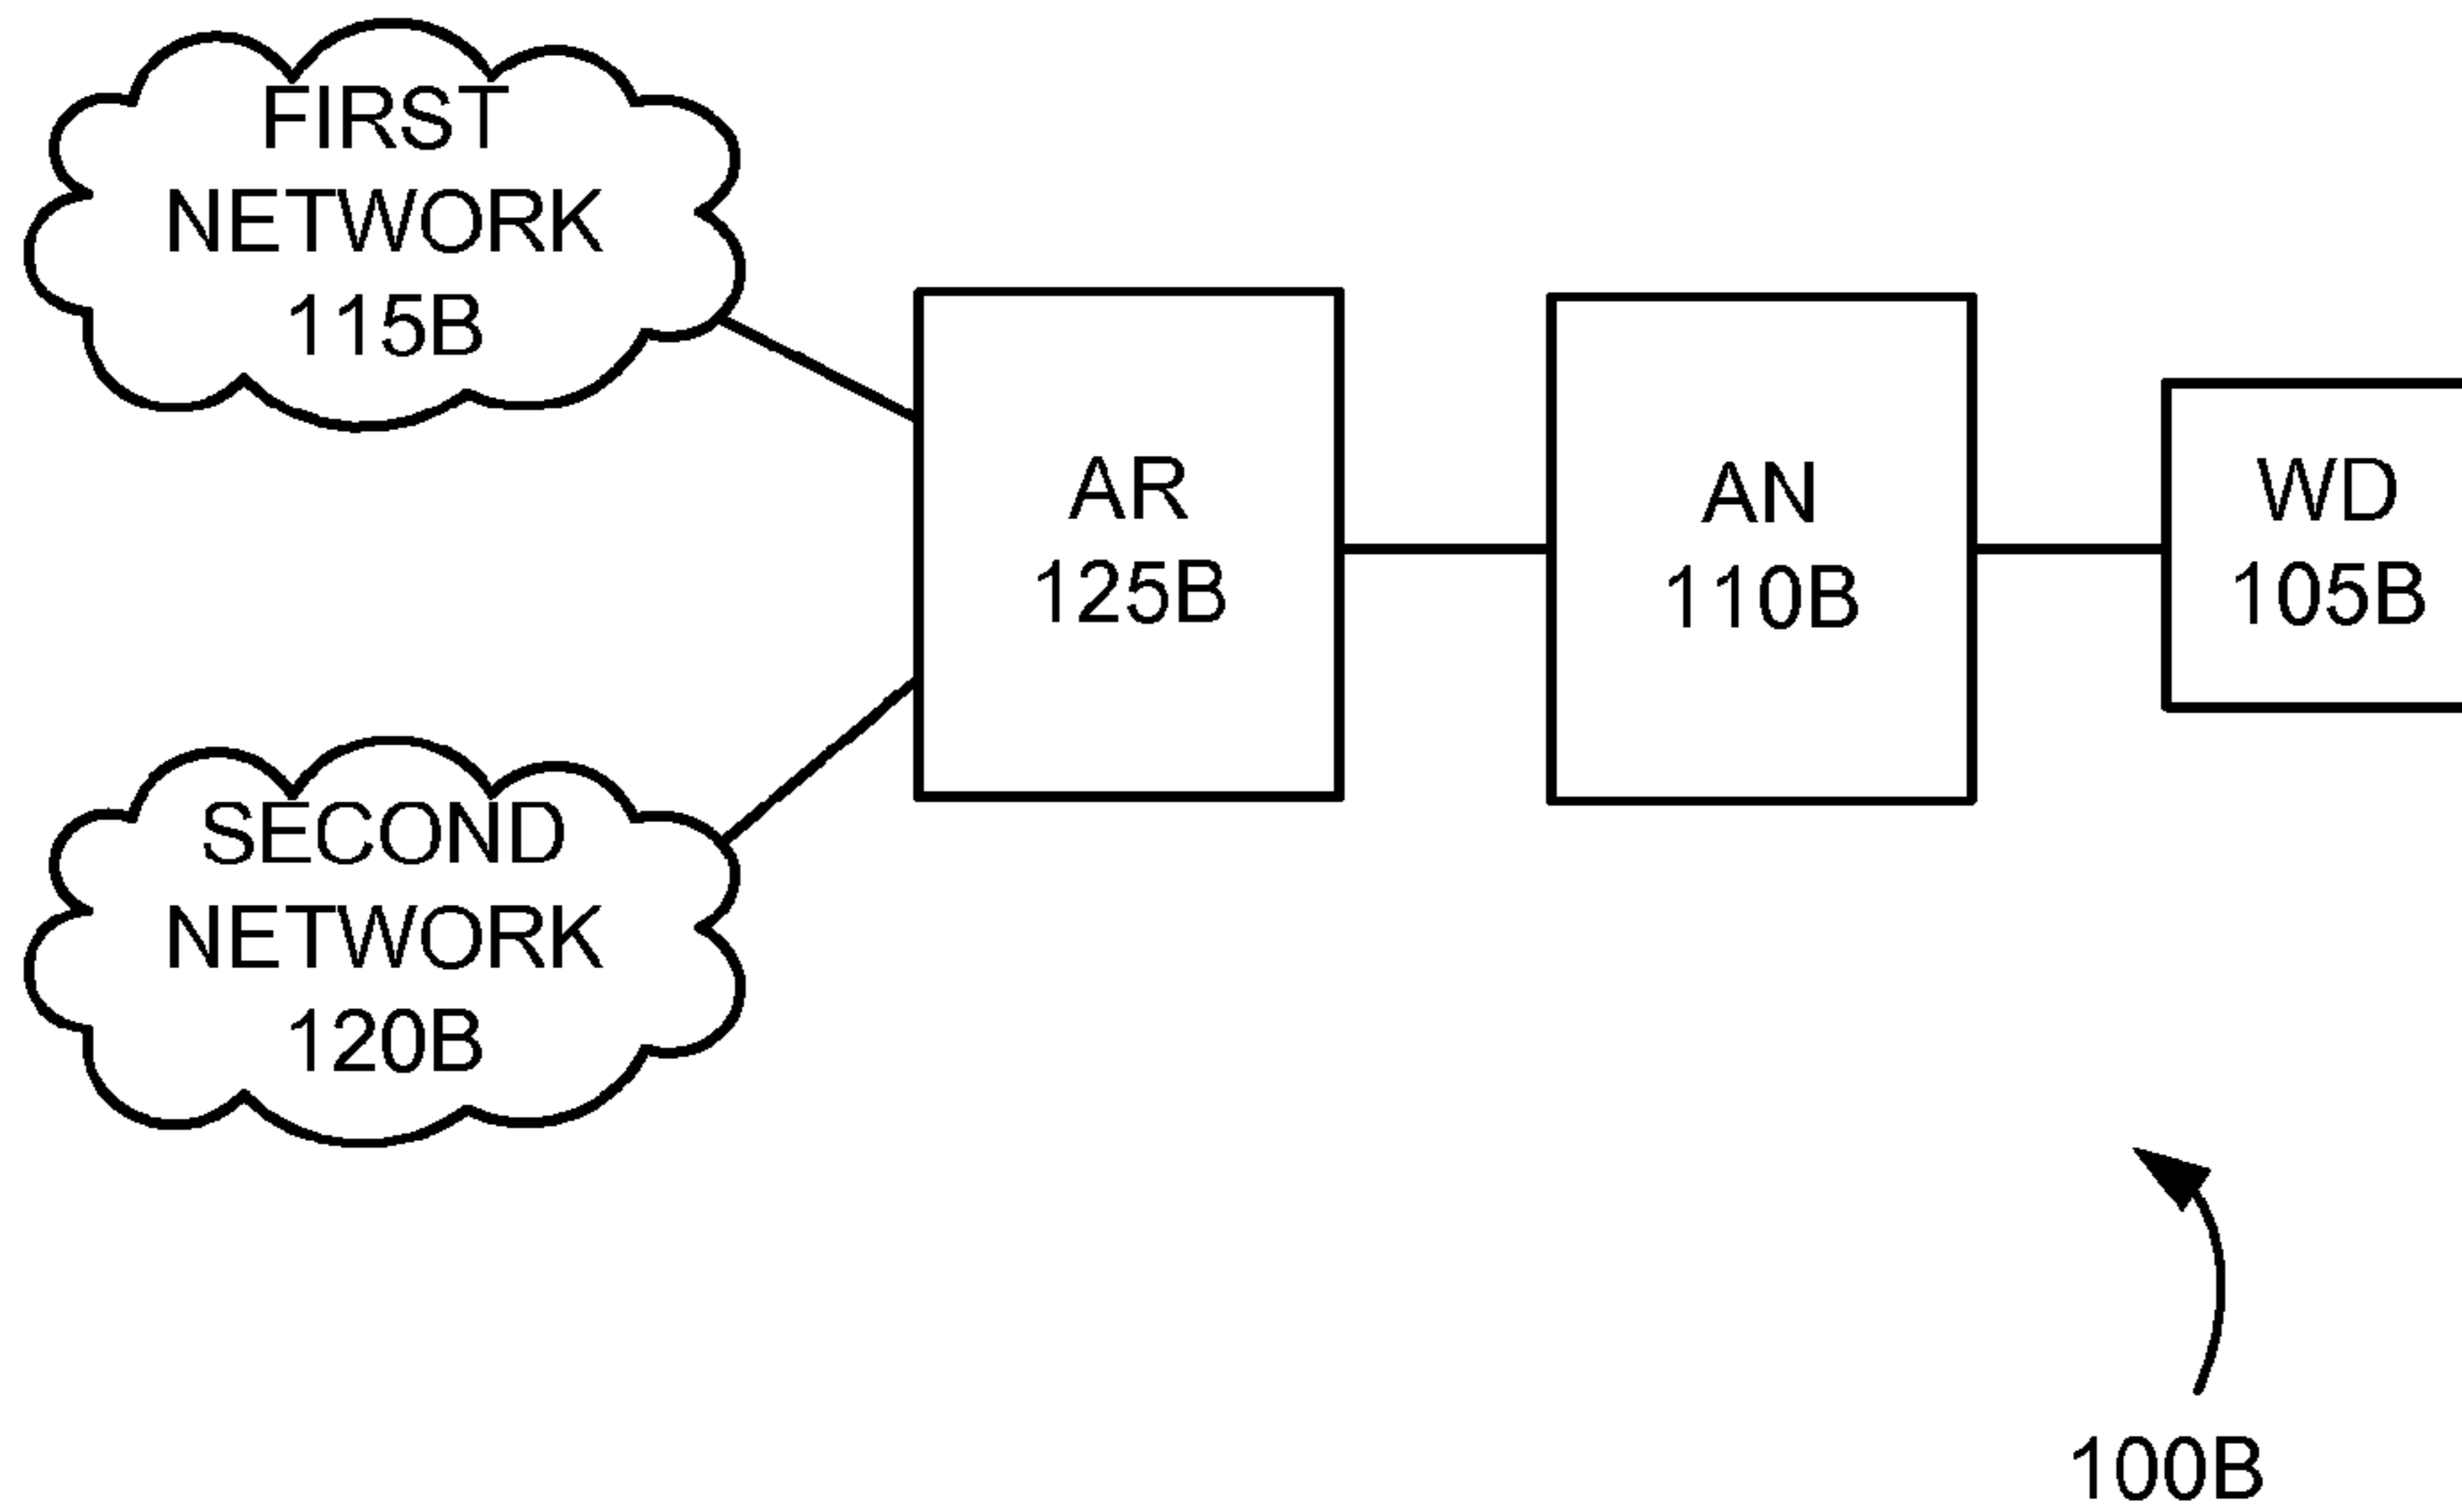 FIRST
NETWORK
115B
AR
125B
AN
110B
WD
105B
SECOND
NETWORK
120B
100B